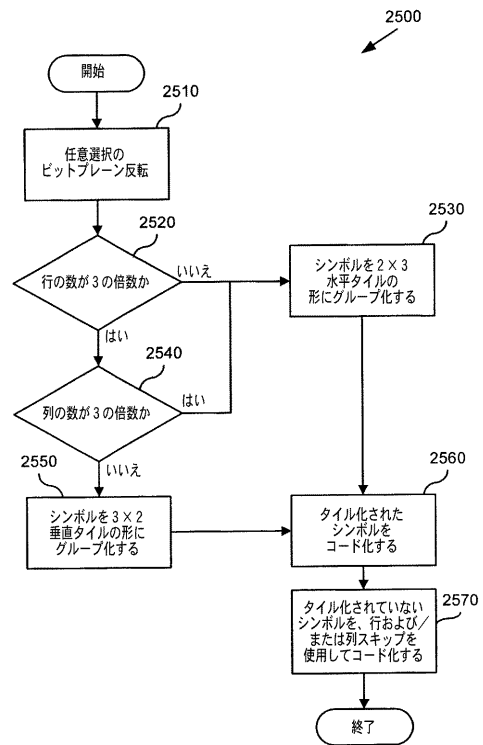 2500
開始
2510
任意選択の
ビットプレーン反転
2520
行の数が3の倍数か
いいえ
はい
2530
シンボルを2×3
水平タイルの
形にグループ化する
2540
列の数が3の倍数か
はい
いいえ
2550
シンボルを3×2
垂直タイルの形に
グループ化する
2560
タイル化された
シンボルを
コード化する
2570
タイル化されていない
シンボルを、行および/
または列スキップを
使用してコード化する
終了